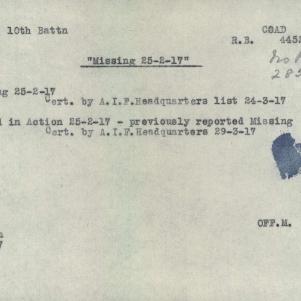 10th Battn CSAD
R.B. 445
"Missing 25-2-17"
g 25-2-17
Cert. by A.I.F.Headquarters list 24-3-17
d in Action 25-2-17 - previously reported Missing
Cert. by A.I.F.Headquarters 29-3-17
OFF.M.